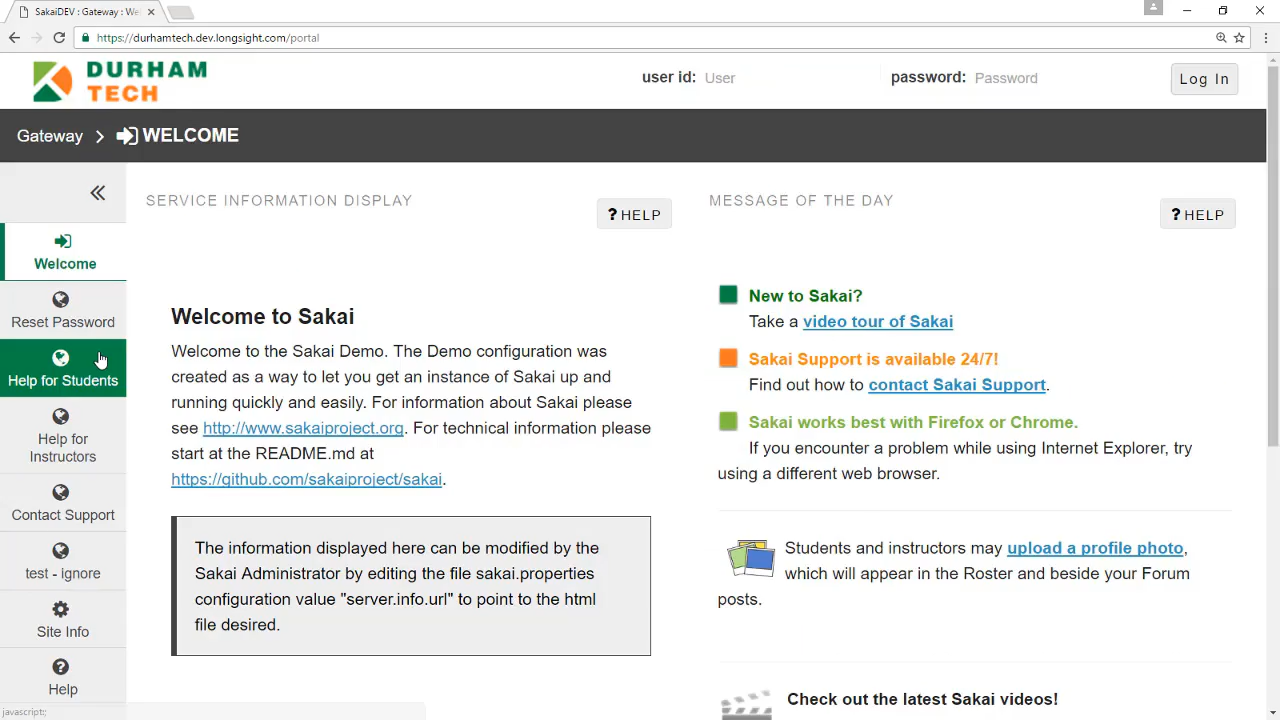 SakaiDEV : Gateway : We
https://durhamtech.dev.longsight.com/portal
DURHAM
TECH
user id: User
password: Password
Log In
Gateway
WELCOME
SERVICE INFORMATION DISPLAY
? HELP
Welcome to Sakai
Welcome to the Sakai Demo. The Demo configuration was
created as a way to let you get an instance of Sakai up and
running quickly and easily. For information about Sakai please
see http://www.sakaiproject.org. For technical information please
start at the README.md at
https://github.com/sakaiproject/sakai.
The information displayed here can be modified by the
Sakai Administrator by editing the file sakai.properties
configuration value "server.info.url" to point to the html
file desired.
MESSAGE OF THE DAY
? HELP
New to Sakai?
Take a video tour of Sakai
Sakai Support is available 24/7!
Find out how to contact Sakai Support.
Sakai works best with Firefox or Chrome.
If you encounter a problem while using Internet Explorer, try
using a different web browser.
Students and instructors may upload a profile photo,
which will appear in the Roster and beside your Forum
posts.
Check out the latest Sakai videos!
Welcome
Reset Password
Help for Students
Help for
Instructors
Contact Support
test - ignore
Site Info
?
Help
javascript:;